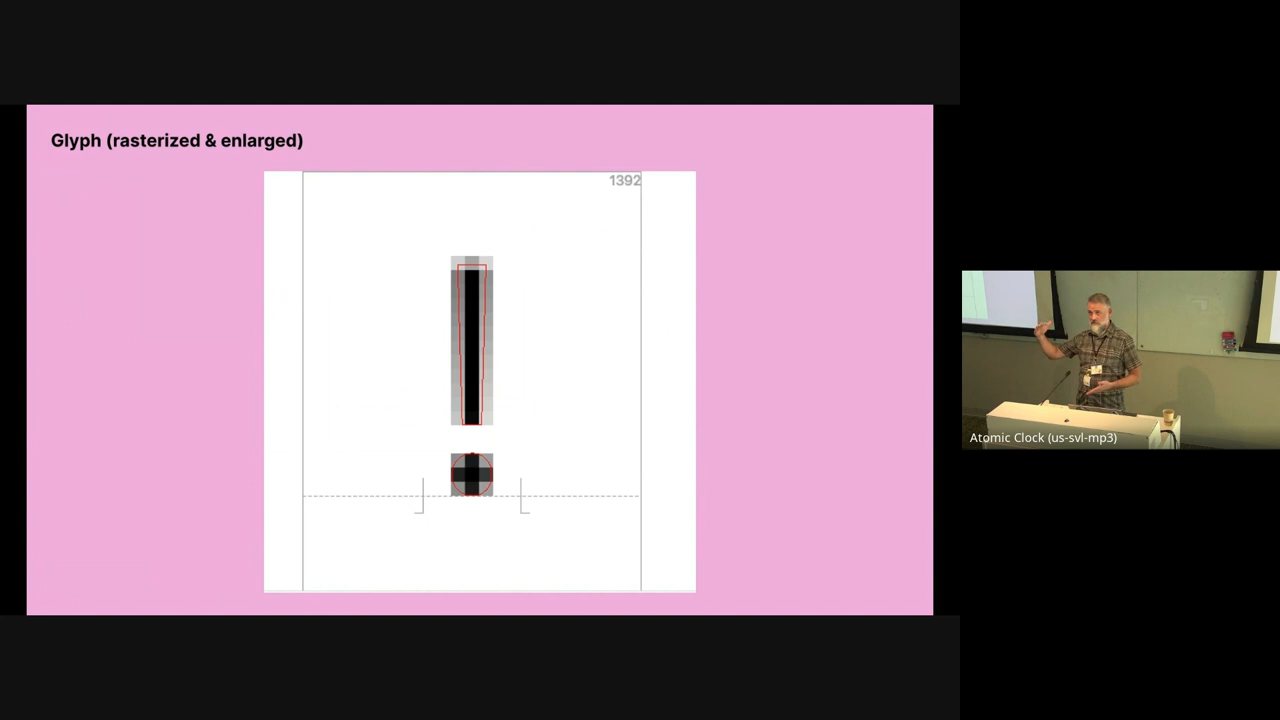 Glyph (rasterized & enlarged)
1392
Atomic Clock (us-svl-mp3)